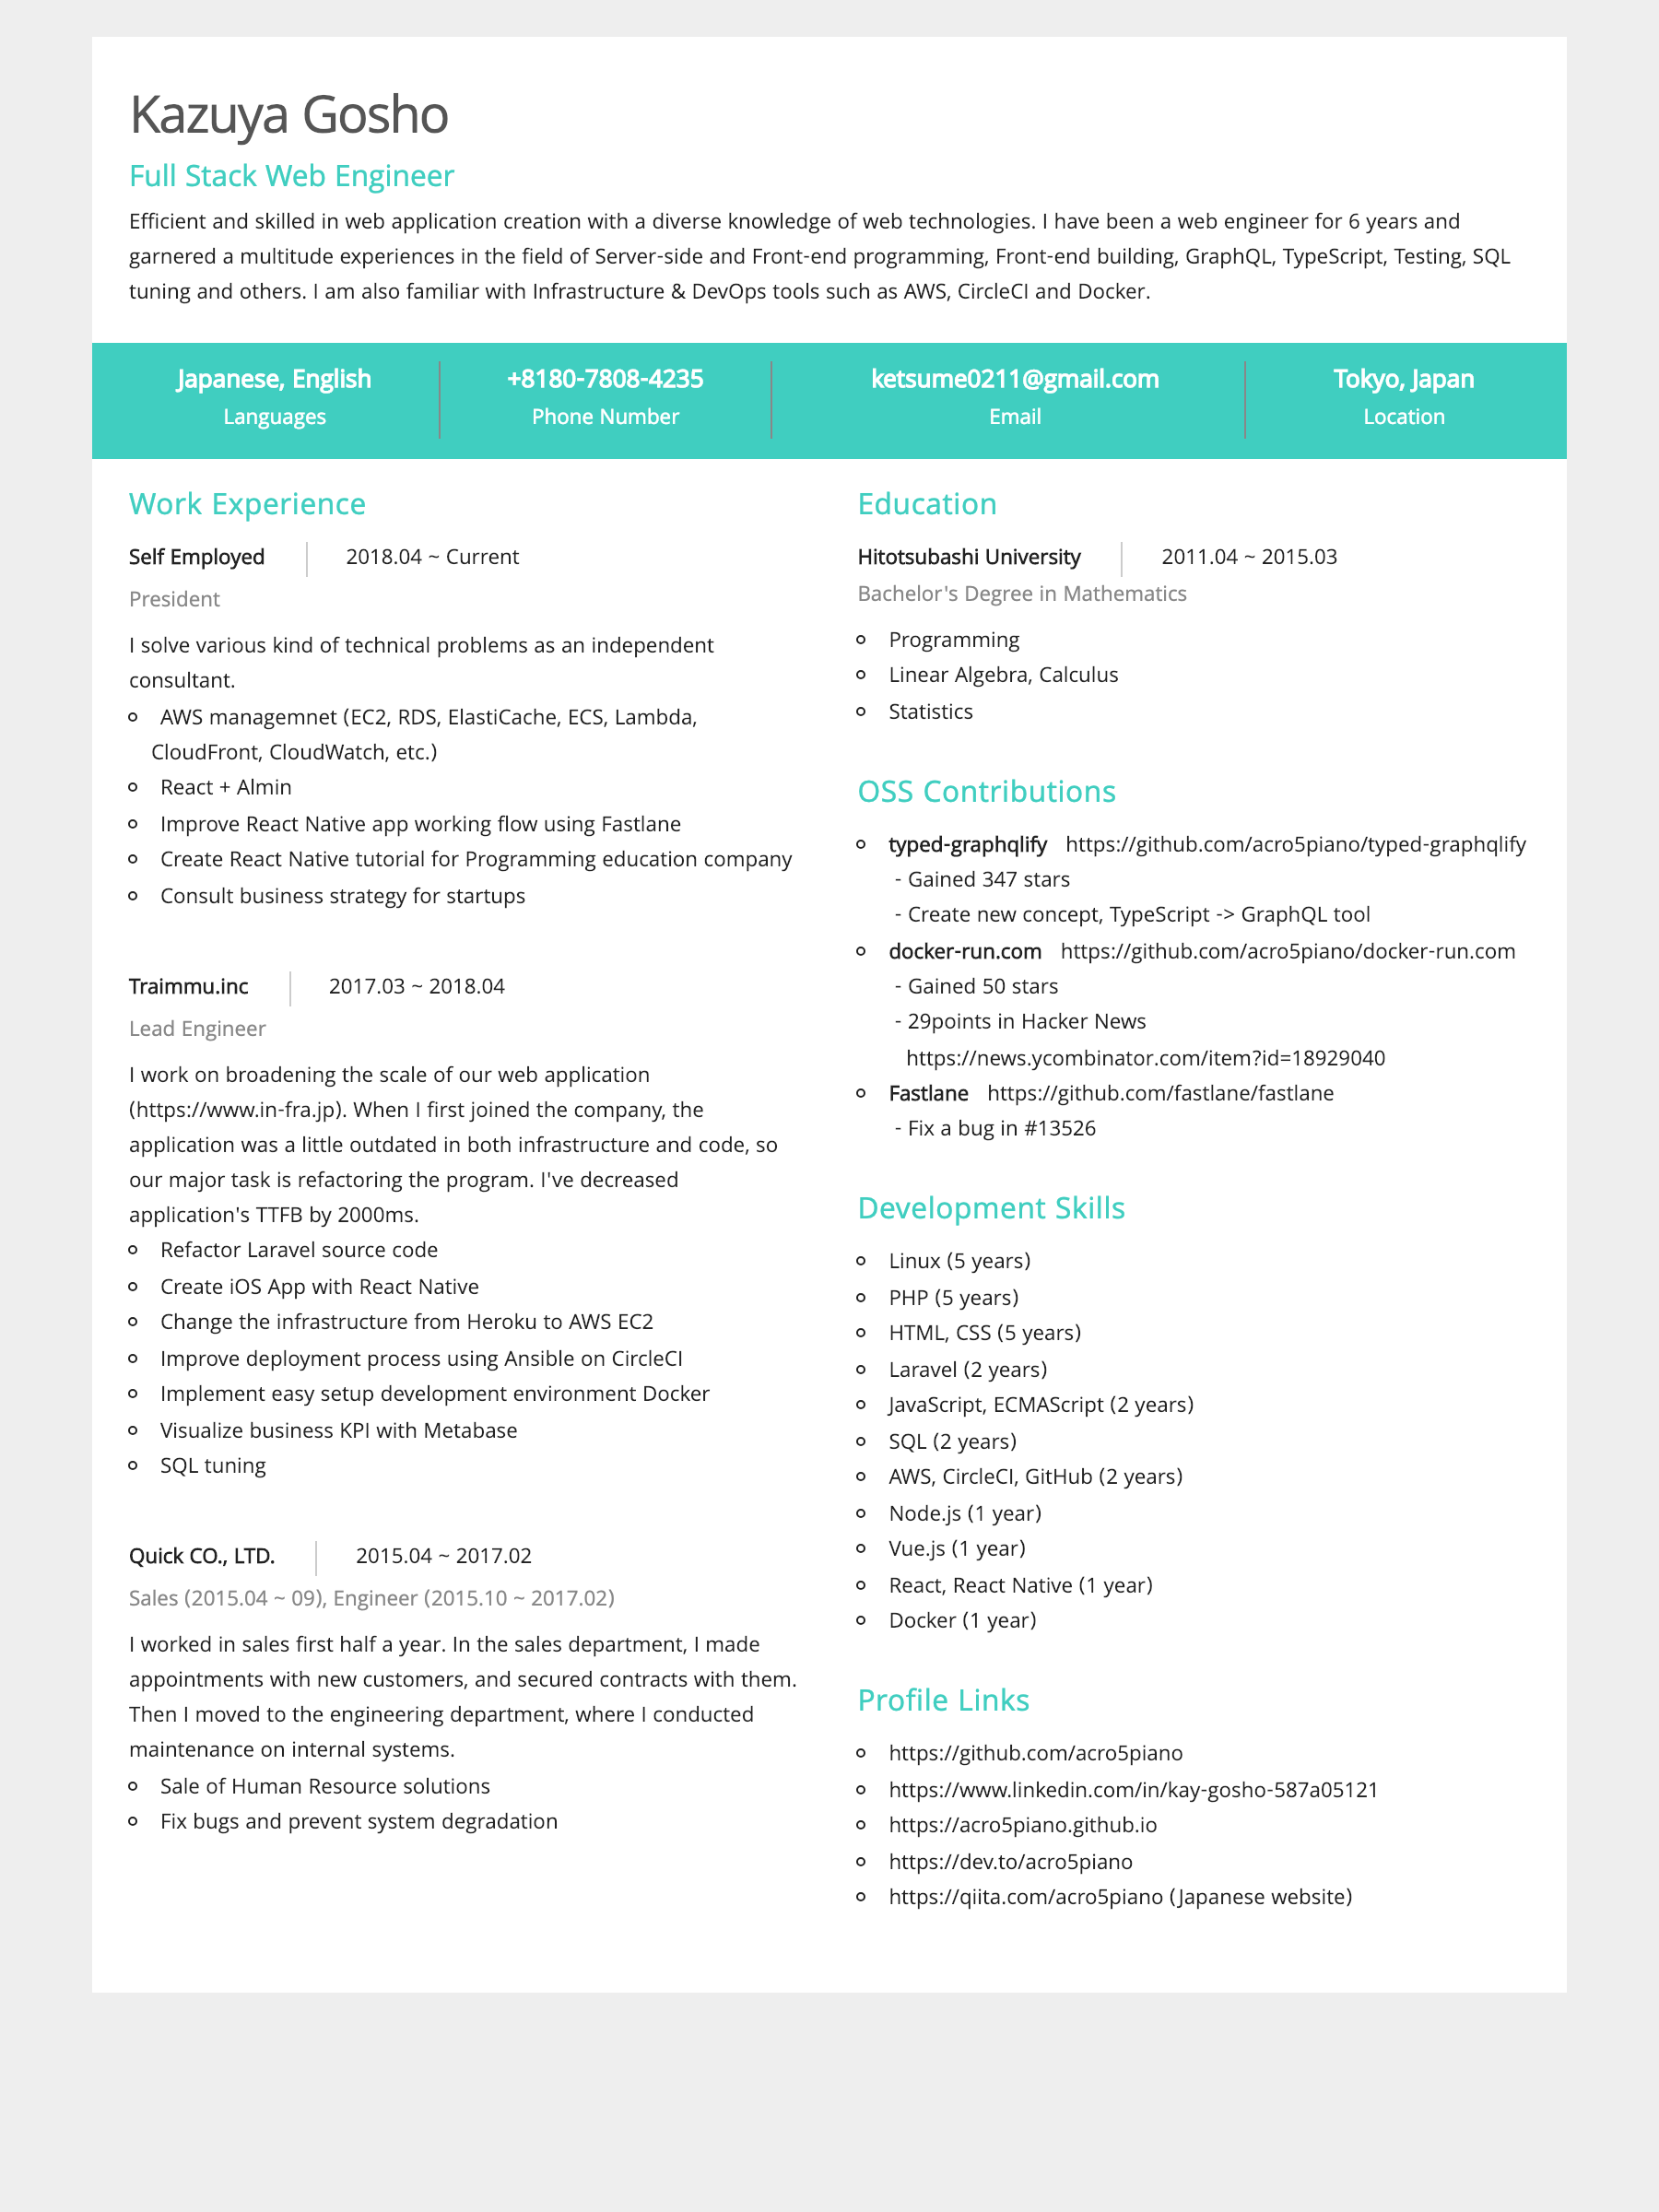 Kazuya Gosho
Full Stack Web Engineer
Efficient and skilled in web application creation with a diverse knowledge of web technologies. I have been a web engineer for 6 years and
garnered a multitude experiences in the field of Server-side and Front-end programming, Front-end building, GraphQL, TypeScript, Testing, SQL
tuning and others. I am also familiar with Infrastructure & DevOps tools such as AWS, CircleCI and Docker.
Japanese, English
Languages
+8180-7808-4235
Phone Number
ketsume0211@gmail.com
Email
Tokyo, Japan
Location
Work Experience
Self Employed 2018.04 ~ Current
President
I solve various kind of technical problems as an independent
consultant.
AWS managemnet (EC2, RDS, ElastiCache, ECS, Lambda,
CloudFront, CloudWatch, etc.)
React + Almin
Improve React Native app working flow using Fastlane
Create React Native tutorial for Programming education company
Consult business strategy for startups
Traimmu.inc 2017.03 ~ 2018.04
Lead Engineer
I work on broadening the scale of our web application
(https://www.in-fra.jp). When I first joined the company, the
application was a little outdated in both infrastructure and code, so
our major task is refactoring the program. I've decreased
application's TTFB by 2000ms.
Refactor Laravel source code
Create iOS App with React Native
Change the infrastructure from Heroku to AWS EC2
Improve deployment process using Ansible on CircleCI
Implement easy setup development environment Docker
Visualize business KPI with Metabase
SQL tuning
Quick CO., LTD. 2015.04 ~ 2017.02
Sales (2015.04 ~ 09), Engineer (2015.10 ~ 2017.02)
I worked in sales first half a year. In the sales department, I made
appointments with new customers, and secured contracts with them.
Then I moved to the engineering department, where I conducted
maintenance on internal systems.
Sale of Human Resource solutions
Fix bugs and prevent system degradation
Education
Hitotsubashi University 2011.04 ~ 2015.03
Bachelor's Degree in Mathematics
Programming
Linear Algebra, Calculus
Statistics
OSS Contributions
typed-graphqlify https://github.com/acro5piano/typed-graphqlify
- Gained 347 stars
- Create new concept, TypeScript -> GraphQL tool
docker-run.com https://github.com/acro5piano/docker-run.com
- Gained 50 stars
- 29points in Hacker News
https://news.ycombinator.com/item?id=18929040
Fastlane https://github.com/fastlane/fastlane
- Fix a bug in #13526
Development Skills
Linux (5 years)
PHP (5 years)
HTML, CSS (5 years)
Laravel (2 years)
JavaScript, ECMAScript (2 years)
SQL (2 years)
AWS, CircleCI, GitHub (2 years)
Node.js (1 year)
Vue.js (1 year)
React, React Native (1 year)
Docker (1 year)
Profile Links
https://github.com/acro5piano
https://www.linkedin.com/in/kay-gosho-587a05121
https://acro5piano.github.io
https://dev.to/acro5piano
https://qiita.com/acro5piano (Japanese website)